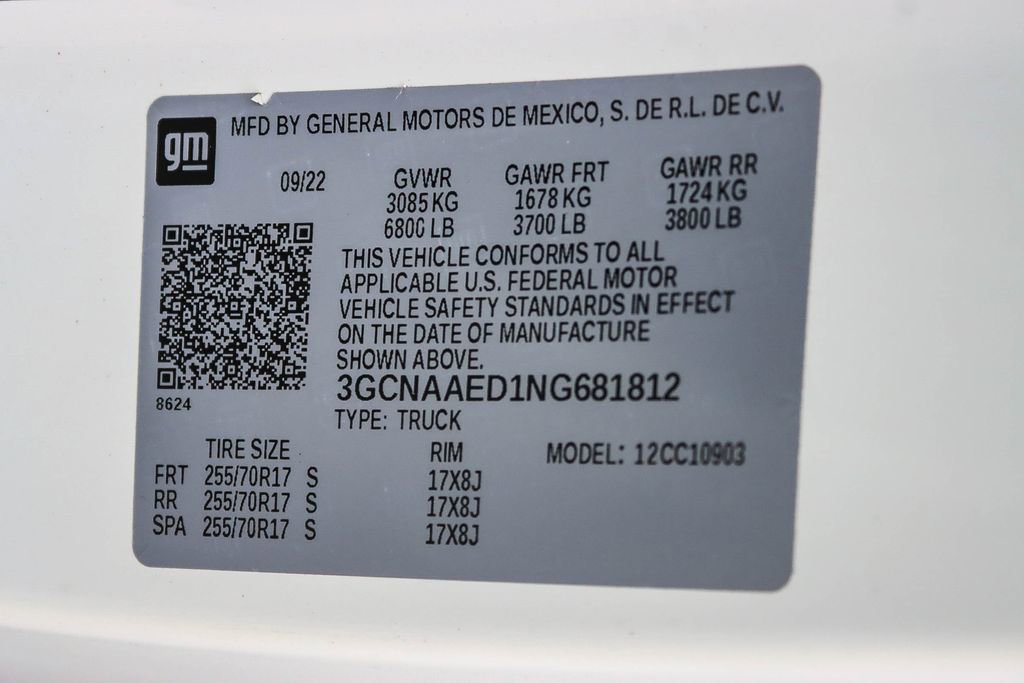 gm
MFD BY GENERAL MOTORS DE MEXICO, S. DE R.L. DE C.V.
09/22 GVWR GAWR FRT GAWR RR
3085 KG 1678 KG 1724 KG
6800 LB 3700 LB 3800 LB
THIS VEHICLE CONFORMS TO ALL
APPLICABLE U.S. FEDERAL MOTOR
VEHICLE SAFETY STANDARDS IN EFFECT
ON THE DATE OF MANUFACTURE
SHOWN ABOVE.
3GCNAAED1NG681812
8624
TYPE: TRUCK
TIRE SIZE RIM MODEL: 12CC10903
FRT 255/70R17 S 17X8J
RR 255/70R17 S 17X8J
SPA 255/70R17 S 17X8J